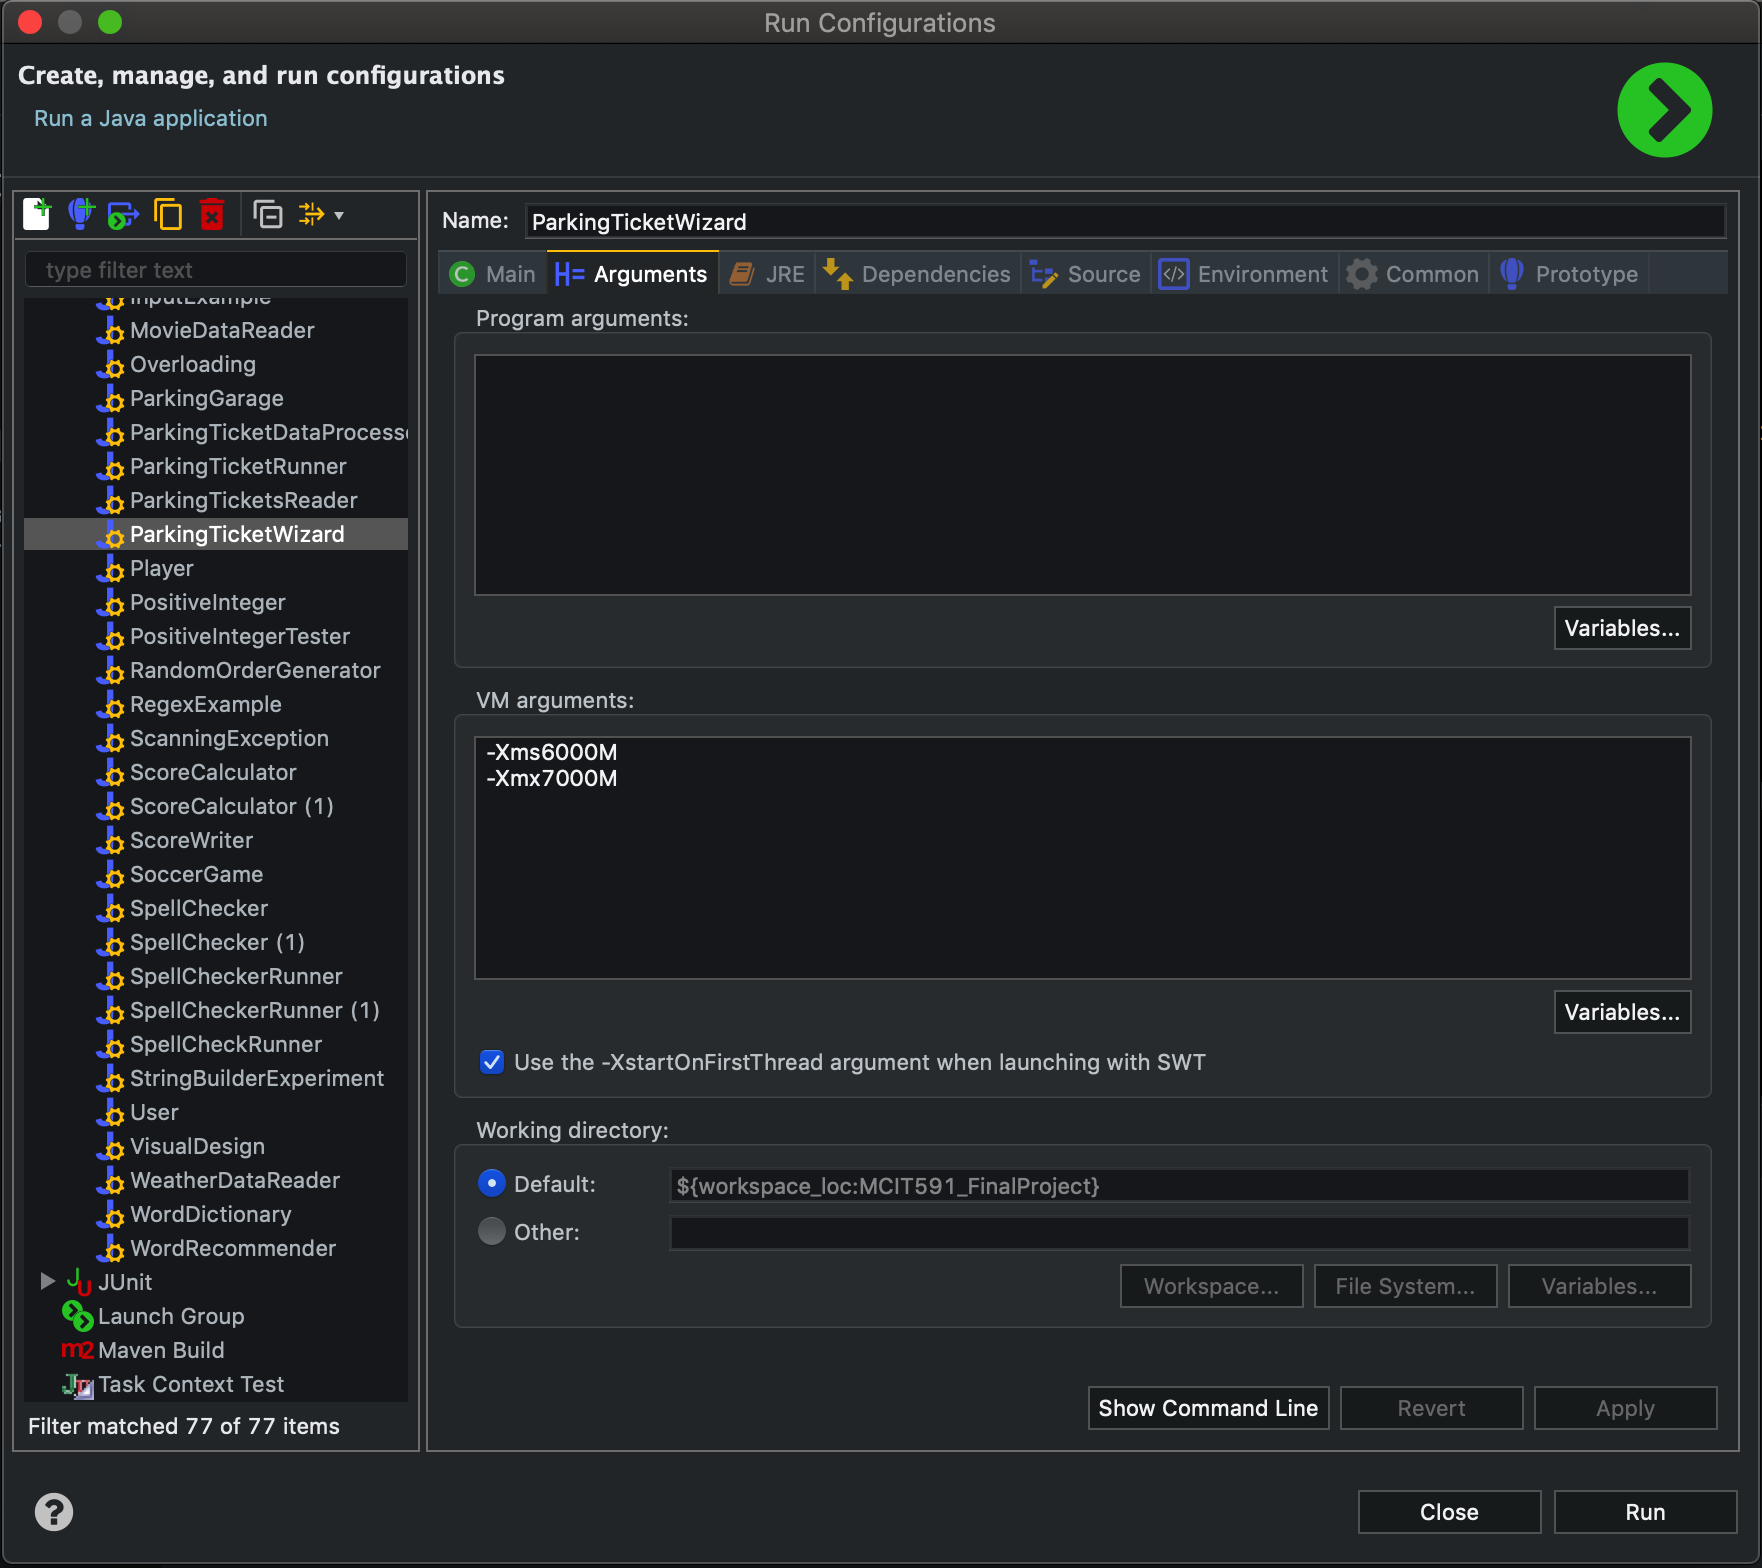 Run Configurations
Create, manage, and run configurations
Run a Java application
type filter text
InputExample
MovieDataReader
Overloading
ParkingGarage
ParkingTicketDataProcess
ParkingTicketRunner
ParkingTicketsReader
ParkingTicketWizard
Player
PositiveInteger
PositiveIntegerTester
RandomOrderGenerator
RegexExample
ScanningException
ScoreCalculator
ScoreCalculator (1)
ScoreWriter
SoccerGame
SpellChecker
SpellChecker (1)
SpellCheckerRunner
SpellCheckerRunner (1)
SpellCheckRunner
StringBuilderExperiment
User
VisualDesign
WeatherDataReader
WordDictionary
WordRecommender
JUnit
Launch Group
m2 Maven Build
Task Context Test
Filter matched 77 of 77 items
Name: ParkingTicketWizard
Main Arguments JRE Dependencies Source Environment Common Prototype
Program arguments:
Variables...
VM arguments:
-Xms6000M
-Xmx7000M
Variables...
Use the -XstartOnFirstThread argument when launching with SWT
Working directory:
Default: ${workspace_loc:MCIT591_FinalProject}
Other:
Workspace... File System... Variables...
Show Command Line Revert Apply
Close Run